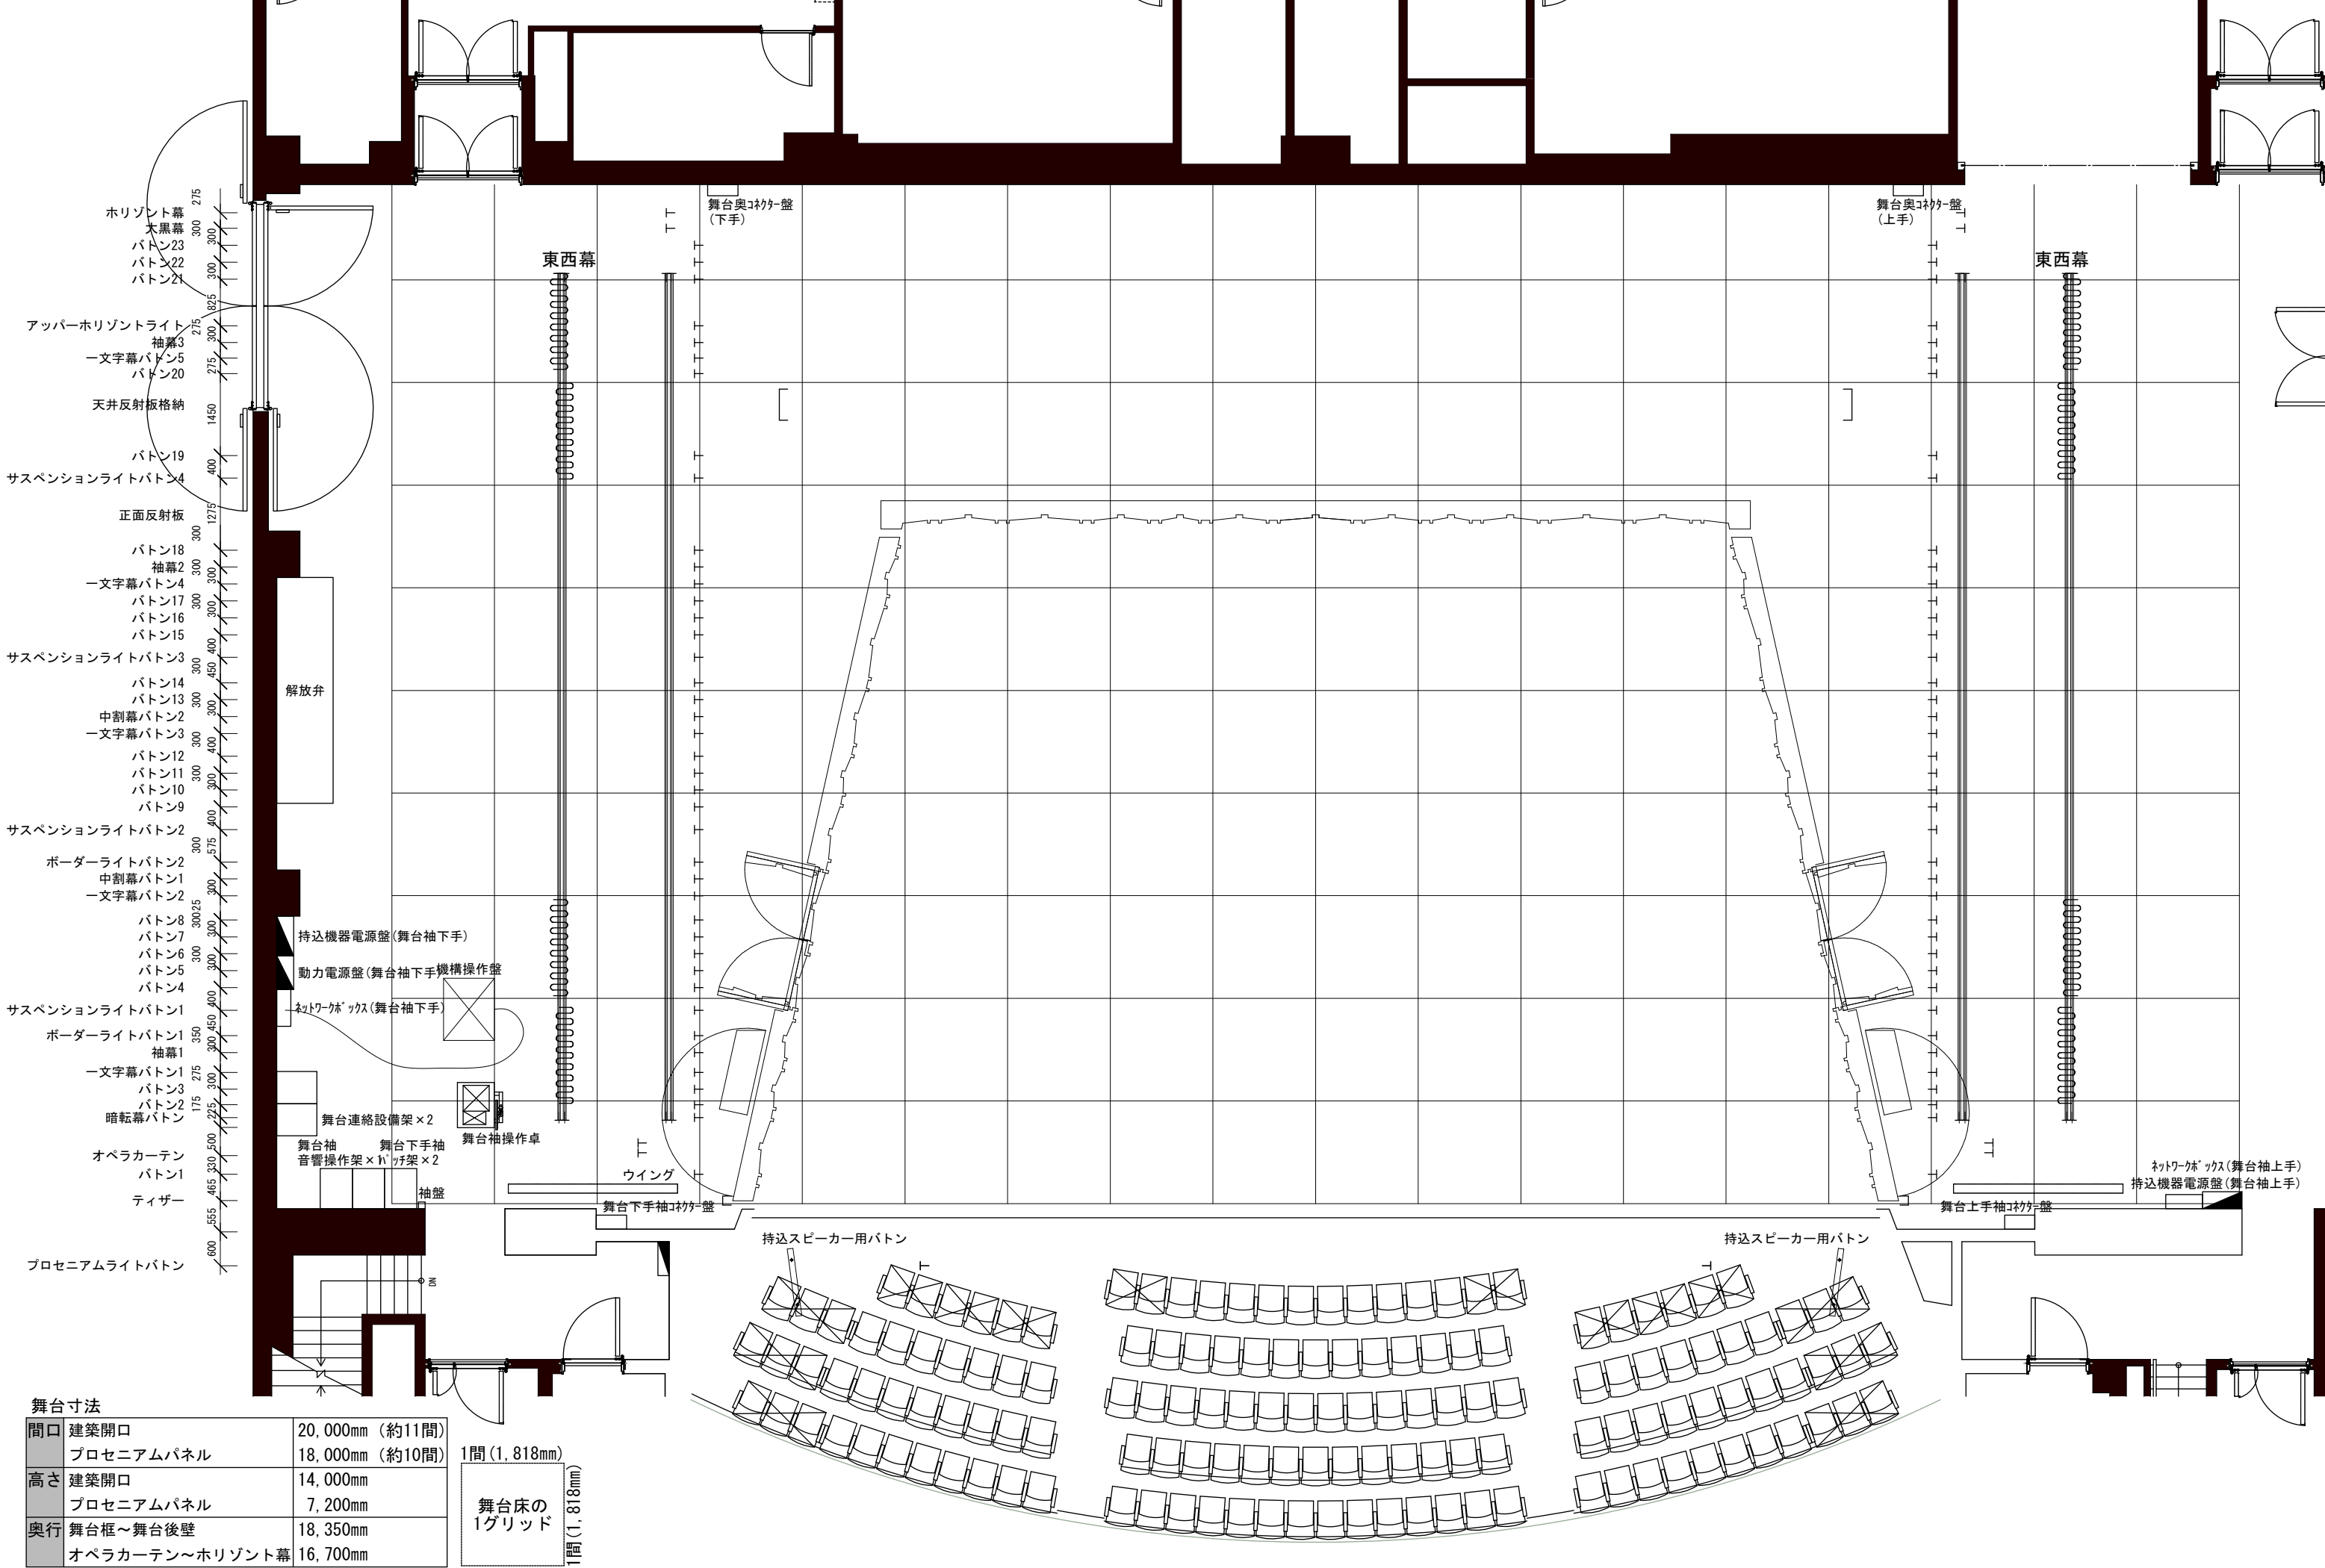 ホリゾント幕
大黒幕
バトン23
バトン22
バトン21
アッパーホリゾントライト
袖幕3
一文字幕バトン5
バトン20
天井反射板格納
バトン19
サスペンションライトバトン4
正面反射板
バトン18
袖幕2
一文字幕バトン4
バトン17
バトン16
バトン15
サスペンションライトバトン3
バトン14
バトン13
中割幕バトン2
一文字幕バトン3
バトン12
バトン11
バトン10
バトン9
サスペンションライトバトン2
ボーダーライトバトン2
中割幕バトン1
一文字幕バトン2
バトン8
バトン7
バトン6
バトン5
バトン4
サスペンションライトバトン1
ボーダーライトバトン1
袖幕1
一文字幕バトン1
バトン3
バトン2
暗転幕バトン
オペラカーテン
バトン1
ティザー
プロセニアムライトバトン
275
300
300
300
825
275
300
275
1450
400
1275
300
300
300
300
300
400
300
450
300
300
300
400
300
300
400
300
575
300
300
300
300
300
400
450
350
300
275
300
175
225
500
330
465
555
600
舞台奥ｺﾈｸﾀｰ盤
(下手)
舞台奥ｺﾈｸﾀｰ盤
(上手)
東西幕
東西幕
解放弁
持込機器電源盤(舞台袖下手)
動力電源盤(舞台袖下手)
機構操作盤
ﾈｯﾄﾜｰｸﾎﾞｯｸｽ(舞台袖下手)
舞台連絡設備架×2
舞台袖操作卓
舞台袖
音響操作架×1
舞台下手袖
ﾊﾟｯﾁ架×2
袖盤
ウイング
舞台下手袖ｺﾈｸﾀｰ盤
ﾈｯﾄﾜｰｸﾎﾞｯｸｽ(舞台袖上手)
持込機器電源盤(舞台袖上手)
舞台上手袖ｺﾈｸﾀｰ盤
持込スピーカー用バトン
持込スピーカー用バトン
舞台寸法
間口 建築開口 20,000mm (約11間)
プロセニアムパネル 18,000mm (約10間)
高さ 建築開口 14,000mm
プロセニアムパネル 7,200mm
奥行 舞台框～舞台後壁 18,350mm
オペラカーテン～ホリゾント幕 16,700mm
1間(1,818mm)
舞台床の
1グリッド
1間(1,818mm)